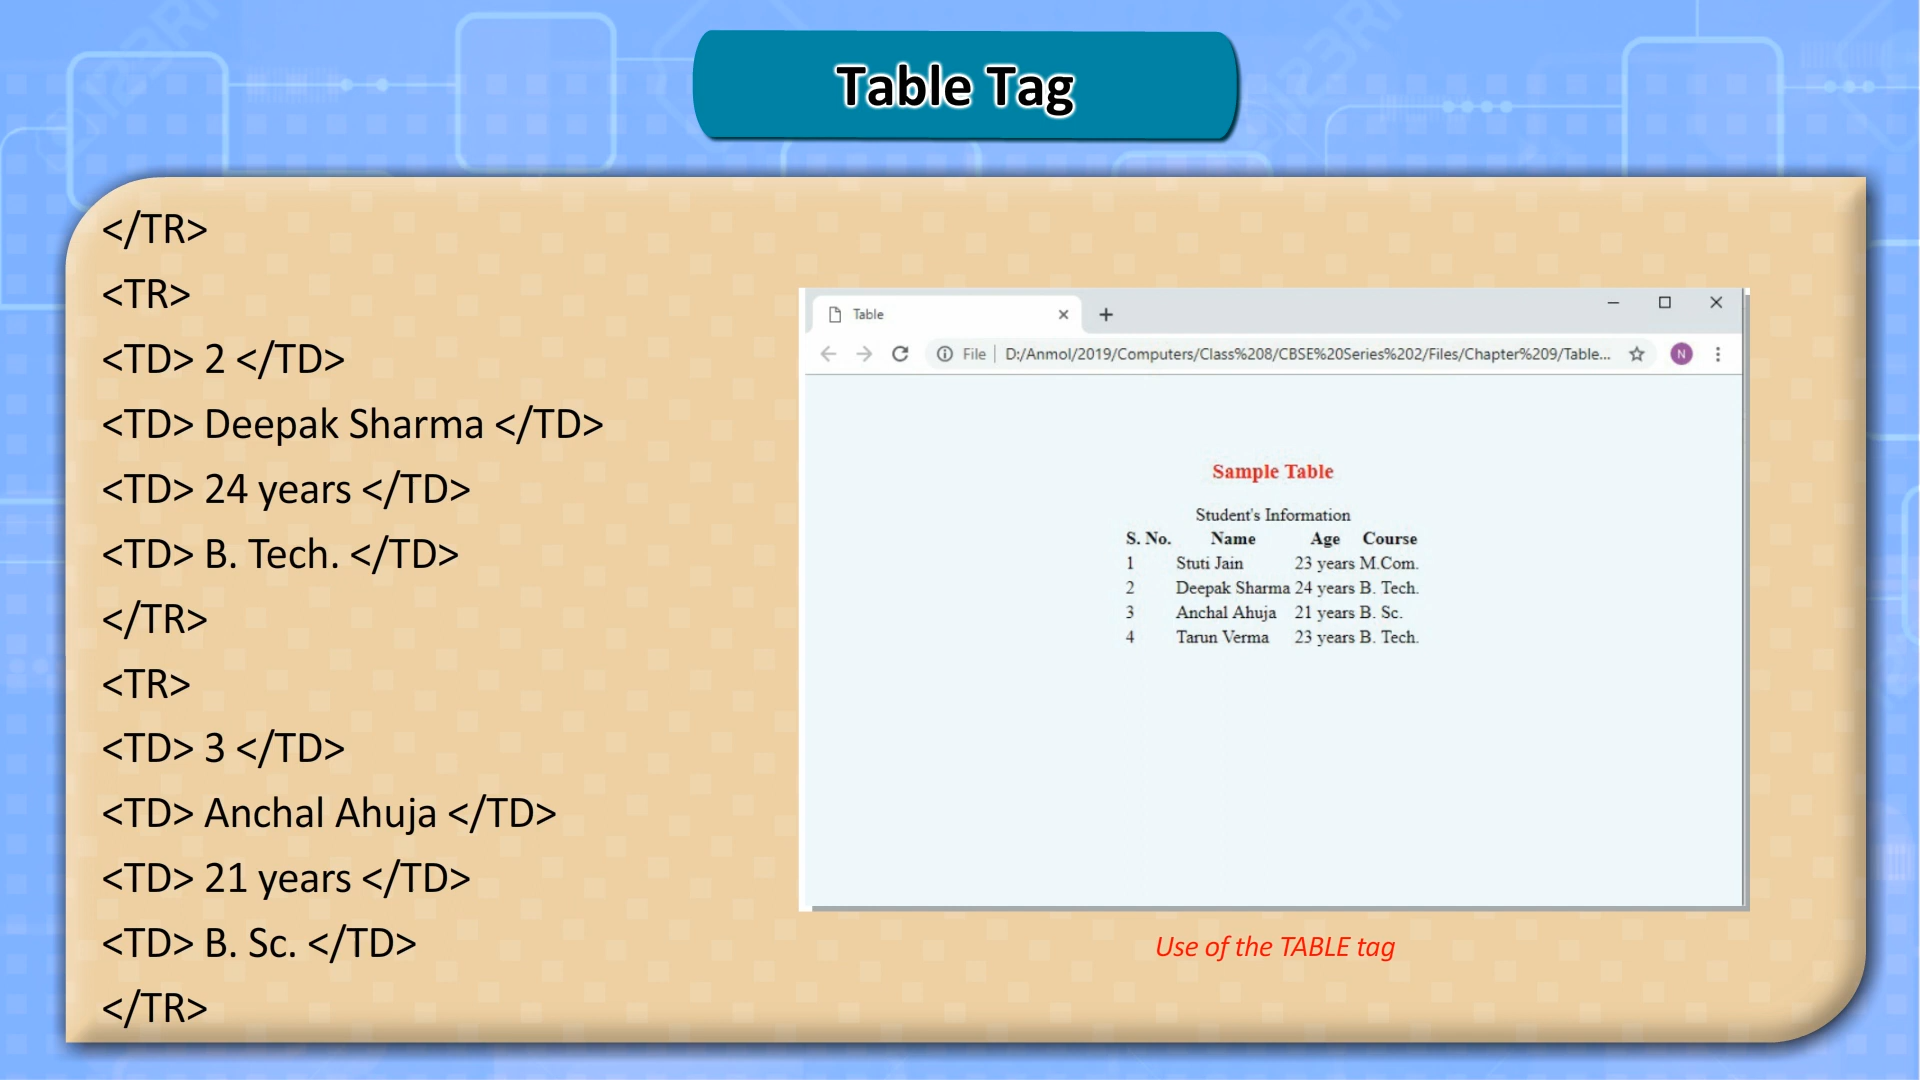 Table Tag
</TR>
<TR>
<TD> 2 </TD>
<TD> Deepak Sharma </TD>
<TD> 24 years </TD>
<TD> B. Tech. </TD>
</TR>
<TR>
<TD> 3 </TD>
<TD> Anchal Ahuja </TD>
<TD> 21 years </TD>
<TD> B. Sc. </TD>
</TR>
Table
File | D:/Anmol/2019/Computers/Class%208/CBSE%20Series%202/Files/Chapter%209/Table... N
Sample Table
Student's Information
S. No. Name Age Course
1 Stuti Jain 23 years M.Com.
2 Deepak Sharma 24 years B. Tech.
3 Anchal Ahuja 21 years B. Sc.
4 Tarun Verma 23 years B. Tech.
Use of the TABLE tag